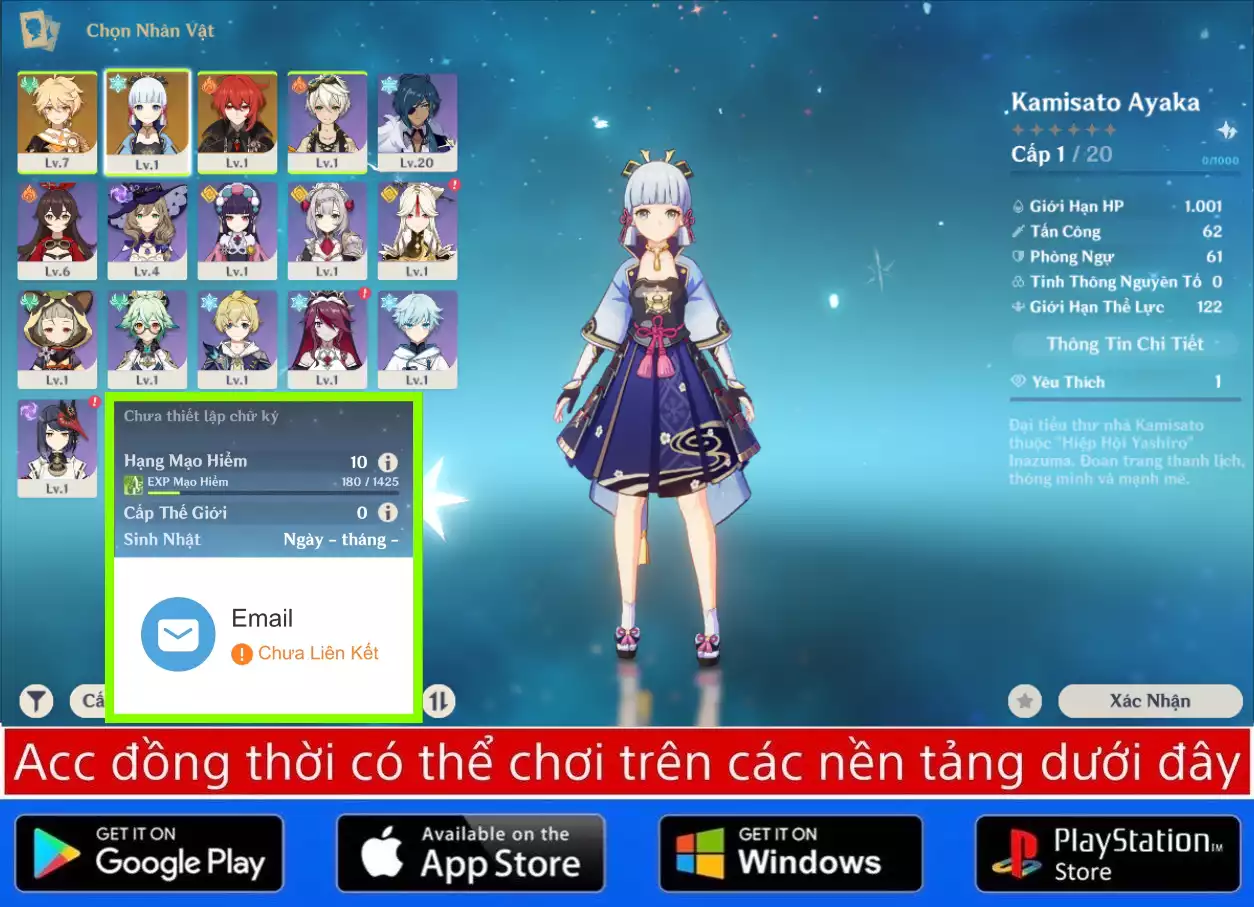 Chọn Nhân Vật
Lv.7
Lv.1
Lv.1
Lv.1
Lv.20
Lv.6
Lv.4
Lv.1
Lv.1
Lv.1
Lv.1
Lv.1
Lv.1
Lv.1
Lv.1
Lv.1
Chưa thiết lập chữ ký
Hạng Mạo Hiểm 10
EXP Mạo Hiểm 180 / 1425
Cấp Thế Giới 0
Sinh Nhật Ngày - tháng -
Email
Chưa Liên Kết
Cấ
Kamisato Ayaka
Cấp 1 / 20
0/1000
Giới Hạn HP 1.001
Tấn Công 62
Phòng Ngự 61
Tinh Thông Nguyên Tố 0
Giới Hạn Thể Lực 122
Thông Tin Chi Tiết
Yêu Thích 1
Đại tiểu thư nhà Kamisato
thuộc "Hiệp Hội Yashiro"
Inazuma. Đoan trang thanh lịch,
thông minh và mạnh mẽ.
Xác Nhận
Acc đồng thời có thể chơi trên các nền tảng dưới đây
GET IT ON
Google Play
Available on the
App Store
GET IT ON
Windows
PlayStation™
Store